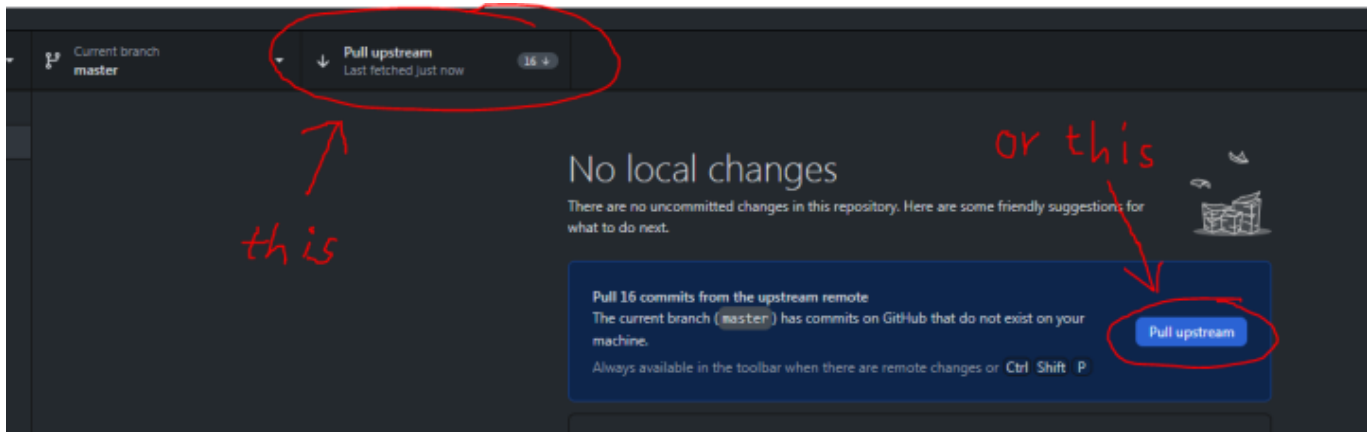 Current branch
master
Pull upstream
Last fetched just now
16
this
or this
No local changes
There are no uncommitted changes in this repository. Here are some friendly suggestions for
what to do next.
Pull 16 commits from the upstream remote
The current branch (master) has commits on GitHub that do not exist on your
machine.
Always available in the toolbar when there are remote changes or Ctrl Shift P
Pull upstream